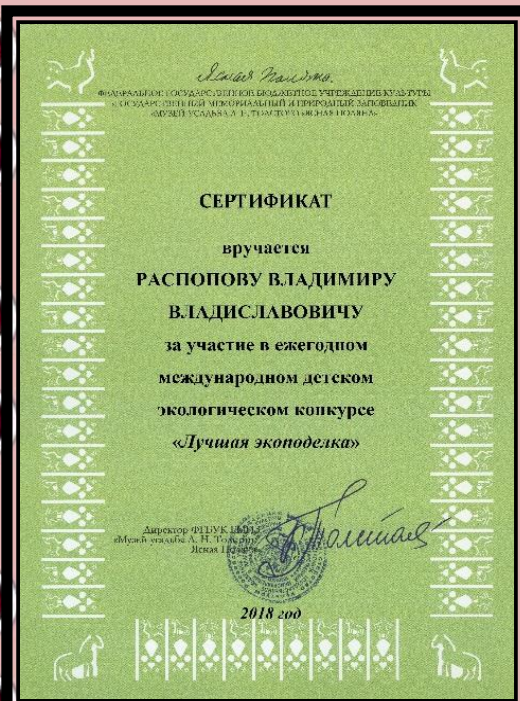 Ясная Поляна.
ФЕДЕРАЛЬНОЕ ГОСУДАРСТВЕННОЕ БЮДЖЕТНОЕ УЧРЕЖДЕНИЕ КУЛЬТУРЫ
«ГОСУДАРСТВЕННЫЙ МЕМОРИАЛЬНЫЙ И ПРИРОДНЫЙ ЗАПОВЕДНИК
«МУЗЕЙ-УСАДЬБА Л. Н. ТОЛСТОГО «ЯСНАЯ ПОЛЯНА»
СЕРТИФИКАТ
вручается
РАСПОПОВУ ВЛАДИМИРУ
ВЛАДИСЛАВОВИЧУ
за участие в ежегодном
международном детском
экологическом конкурсе
«Лучшая экоподелка»
Директор ФГБУК
«Музей-усадьба Л. Н. Толстого
Ясная
Толстая
2018 год